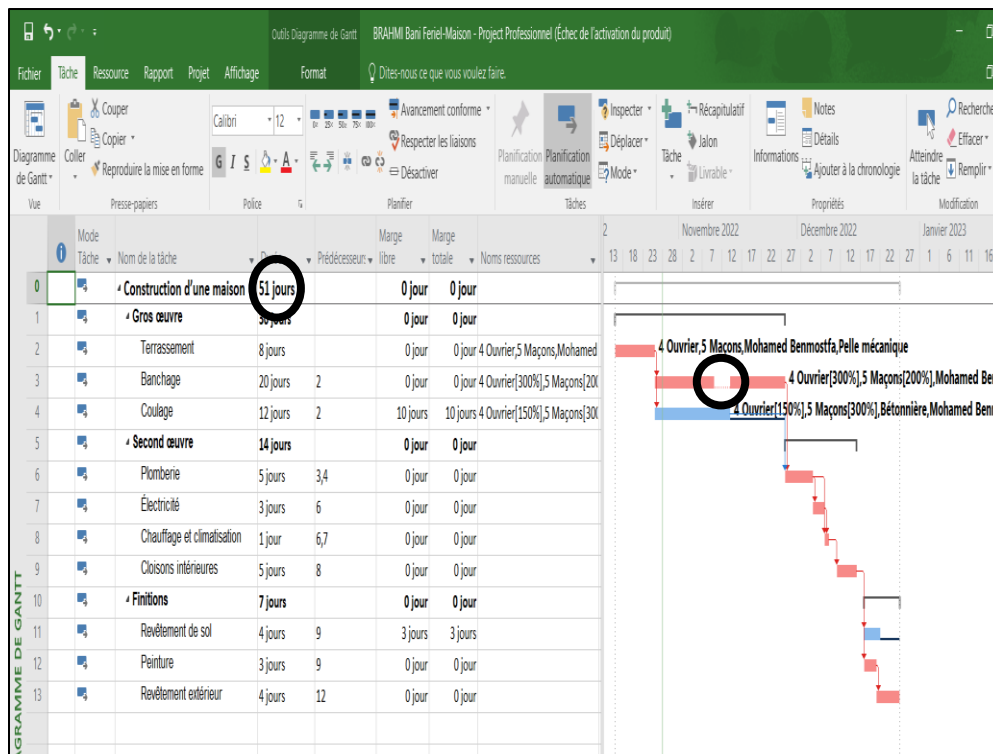 Outils Diagramme de Gantt BRAHMI Bani Feriel-Maison - Project Professionnel (Échec de l'activation du produit)
Fichier Tâche Ressource Rapport Projet Affichage Format Dites-nous ce que vous voulez faire.
Diagramme de Gantt
Coller
Couper
Copier
Reproduire la mise en forme
Calibri 12
G I S A
0% 25% 50% 75% 100%
Avancement conforme
Respecter les liaisons
Désactiver
Planification manuelle
Planification automatique
Inspecter
Déplacer
Mode
Tâche
Récapitulatif
Jalon
Livrable
Informations
Notes
Détails
Ajouter à la chronologie
Atteindre la tâche
Recherche
Effacer
Remplir
Vue Presse-papiers Police Planifier Tâches Insérer Propriétés Modification
Mode Tâche Nom de la tâche Prédécesseur: Marge libre Marge totale Noms ressources
2 Novembre 2022 Décembre 2022 Janvier 2023
13 18 23 28 2 7 12 17 22 27 2 7 12 17 22 27 1 6 11 16
0 Construction d'une maison 51 jours 0 jour 0 jour
1 Gros œuvre jours 0 jour 0 jour
2 Terrassement 8 jours 0 jour 0 jour 4 Ouvrier,5 Maçons,Mohamed
4 Ouvrier,5 Maçons,Mohamed Benmostfa,Pelle mécanique
3 Banchage 20 jours 2 0 jour 0 jour 4 Ouvrier[300%],5 Maçons[20(
4 Ouvrier[300%],5 Maçons[200%],Mohamed Ben
4 Coulage 12 jours 2 10 jours 10 jours 4 Ouvrier[150%],5 Maçons[30(
4 Ouvrier[150%],5 Maçons[300%],Bétonnière,Mohamed Ben
5 Second œuvre 14 jours 0 jour 0 jour
6 Plomberie 5 jours 3,4 0 jour 0 jour
7 Électricité 3 jours 6 0 jour 0 jour
8 Chauffage et climatisation 1 jour 6,7 0 jour 0 jour
9 Cloisons intérieures 5 jours 8 0 jour 0 jour
10 Finitions 7 jours 0 jour 0 jour
11 Revêtement de sol 4 jours 9 3 jours 3 jours
12 Peinture 3 jours 9 0 jour 0 jour
13 Revêtement extérieur 4 jours 12 0 jour 0 jour
AGRAMME DE GANTT